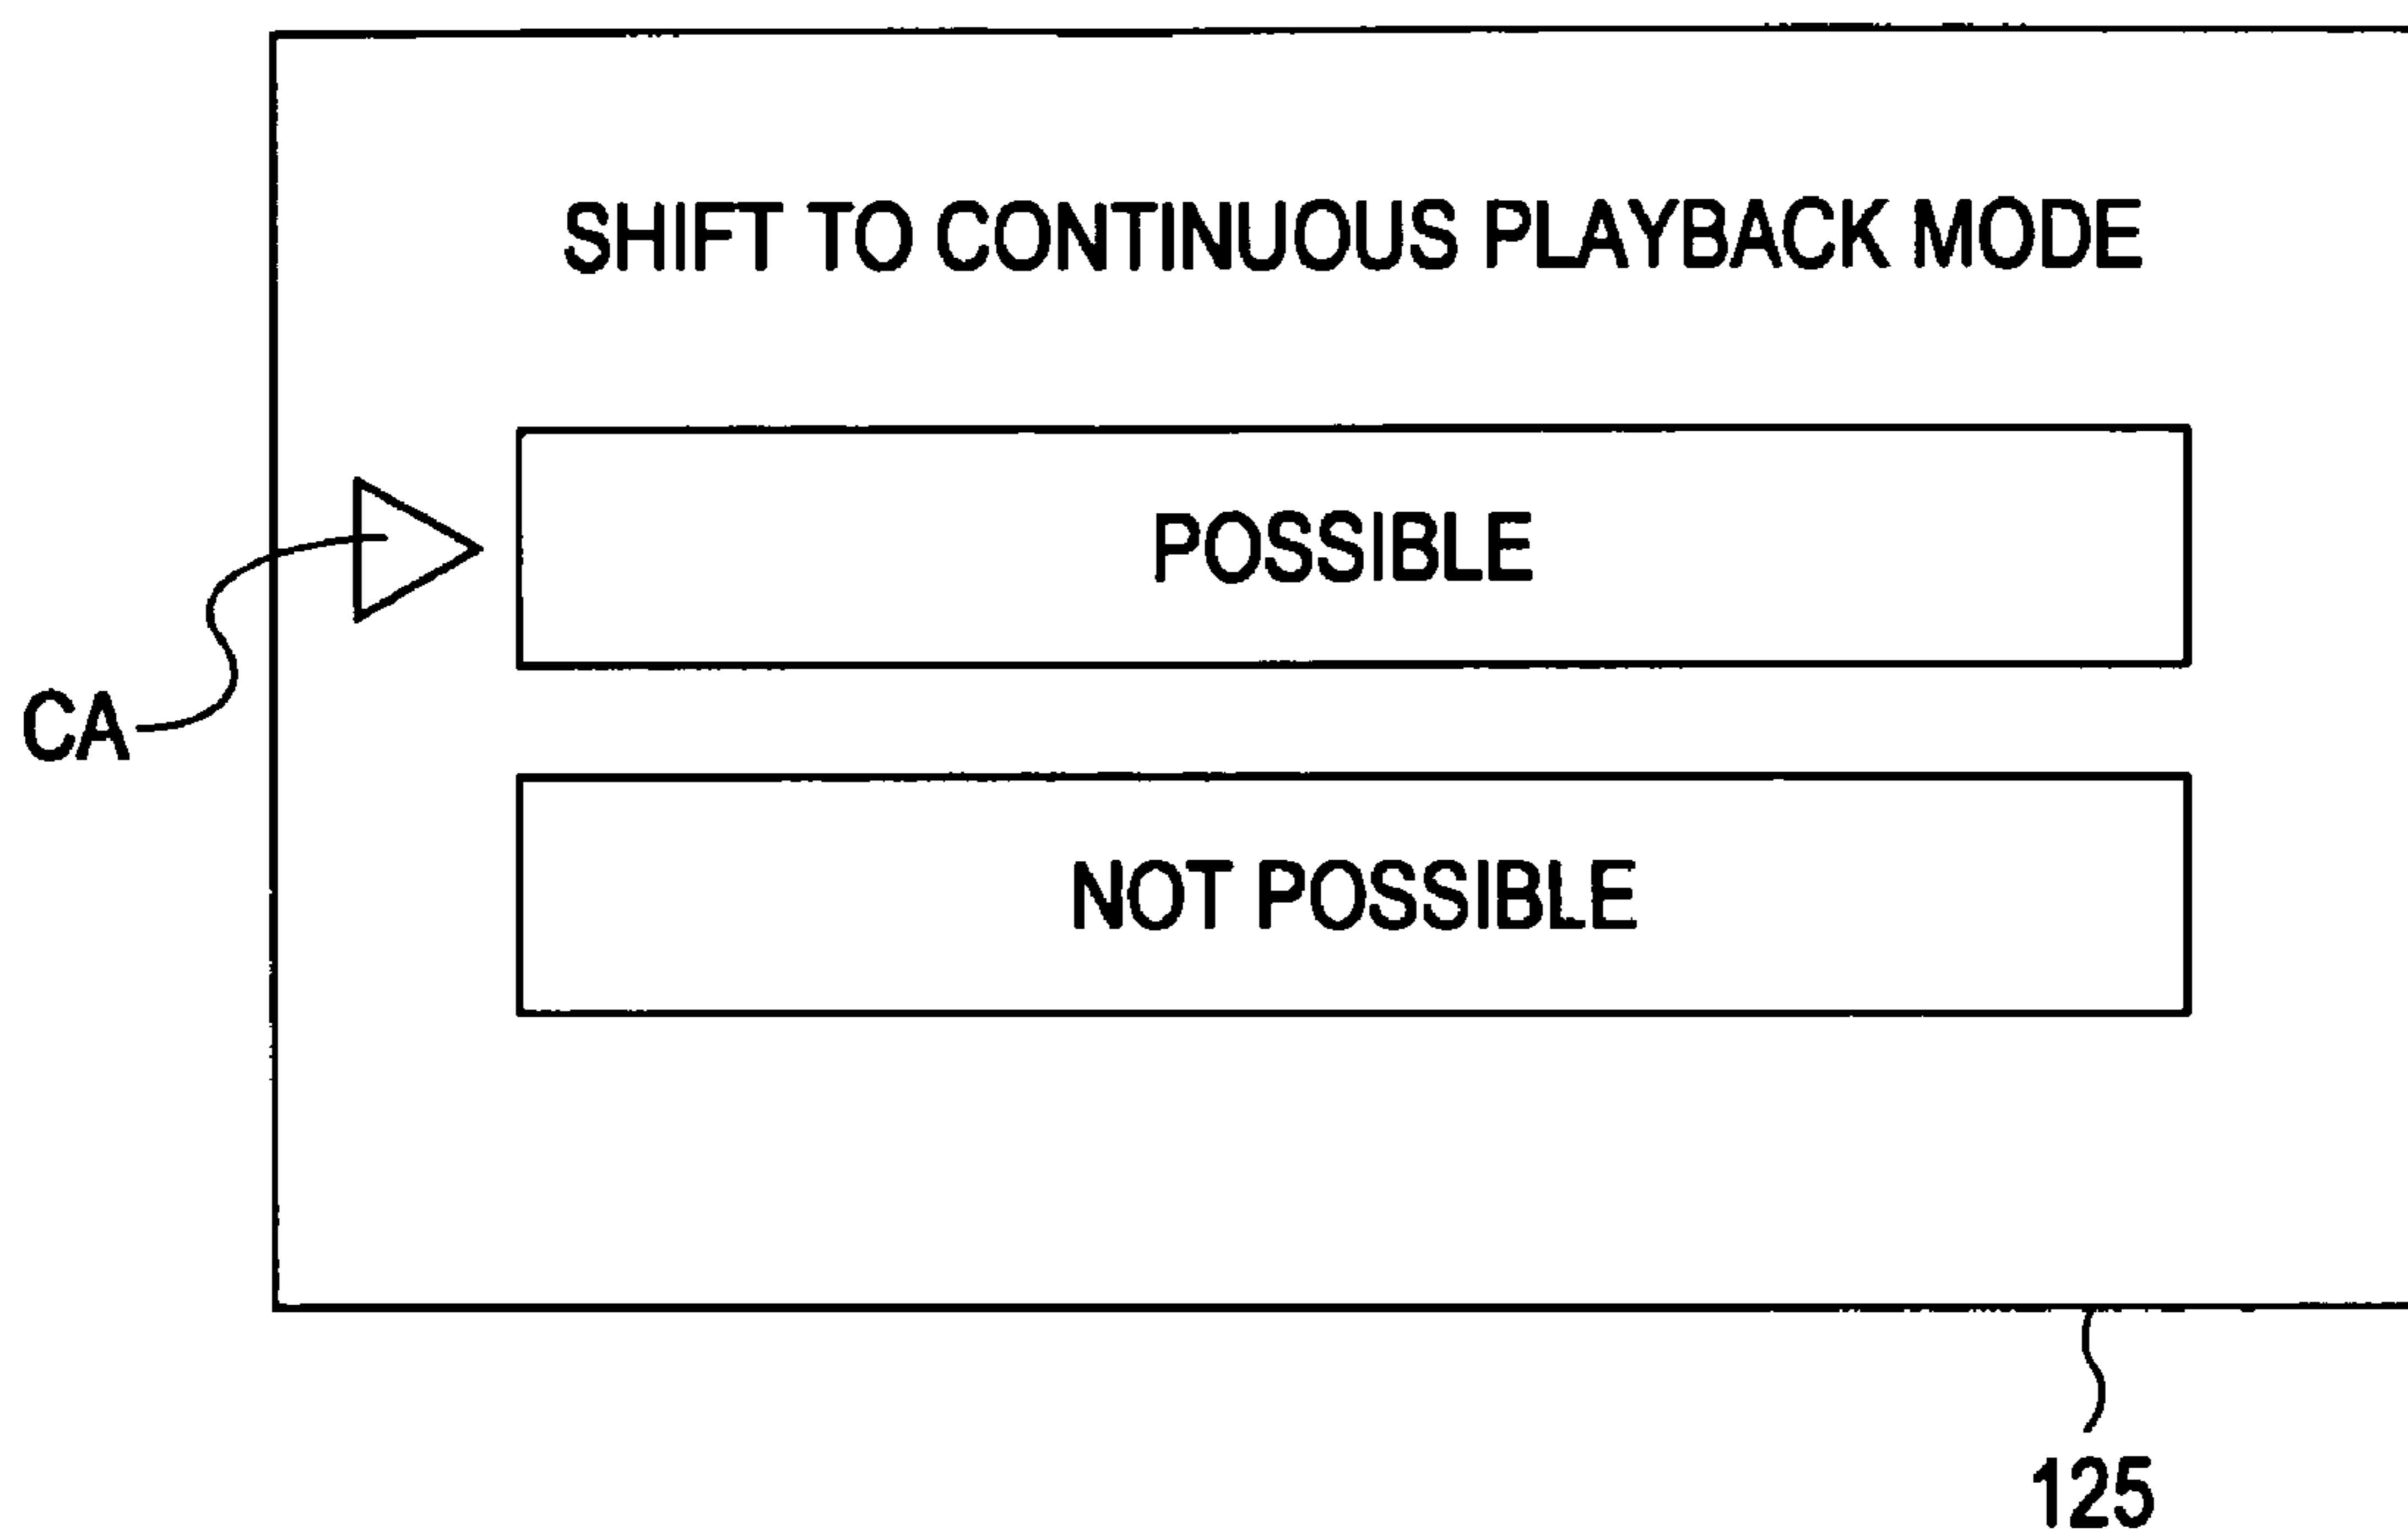 SHIFT TO CONTINUOUS PLAYBACK MODE
POSSIBLE
CA
NOT POSSIBLE
125